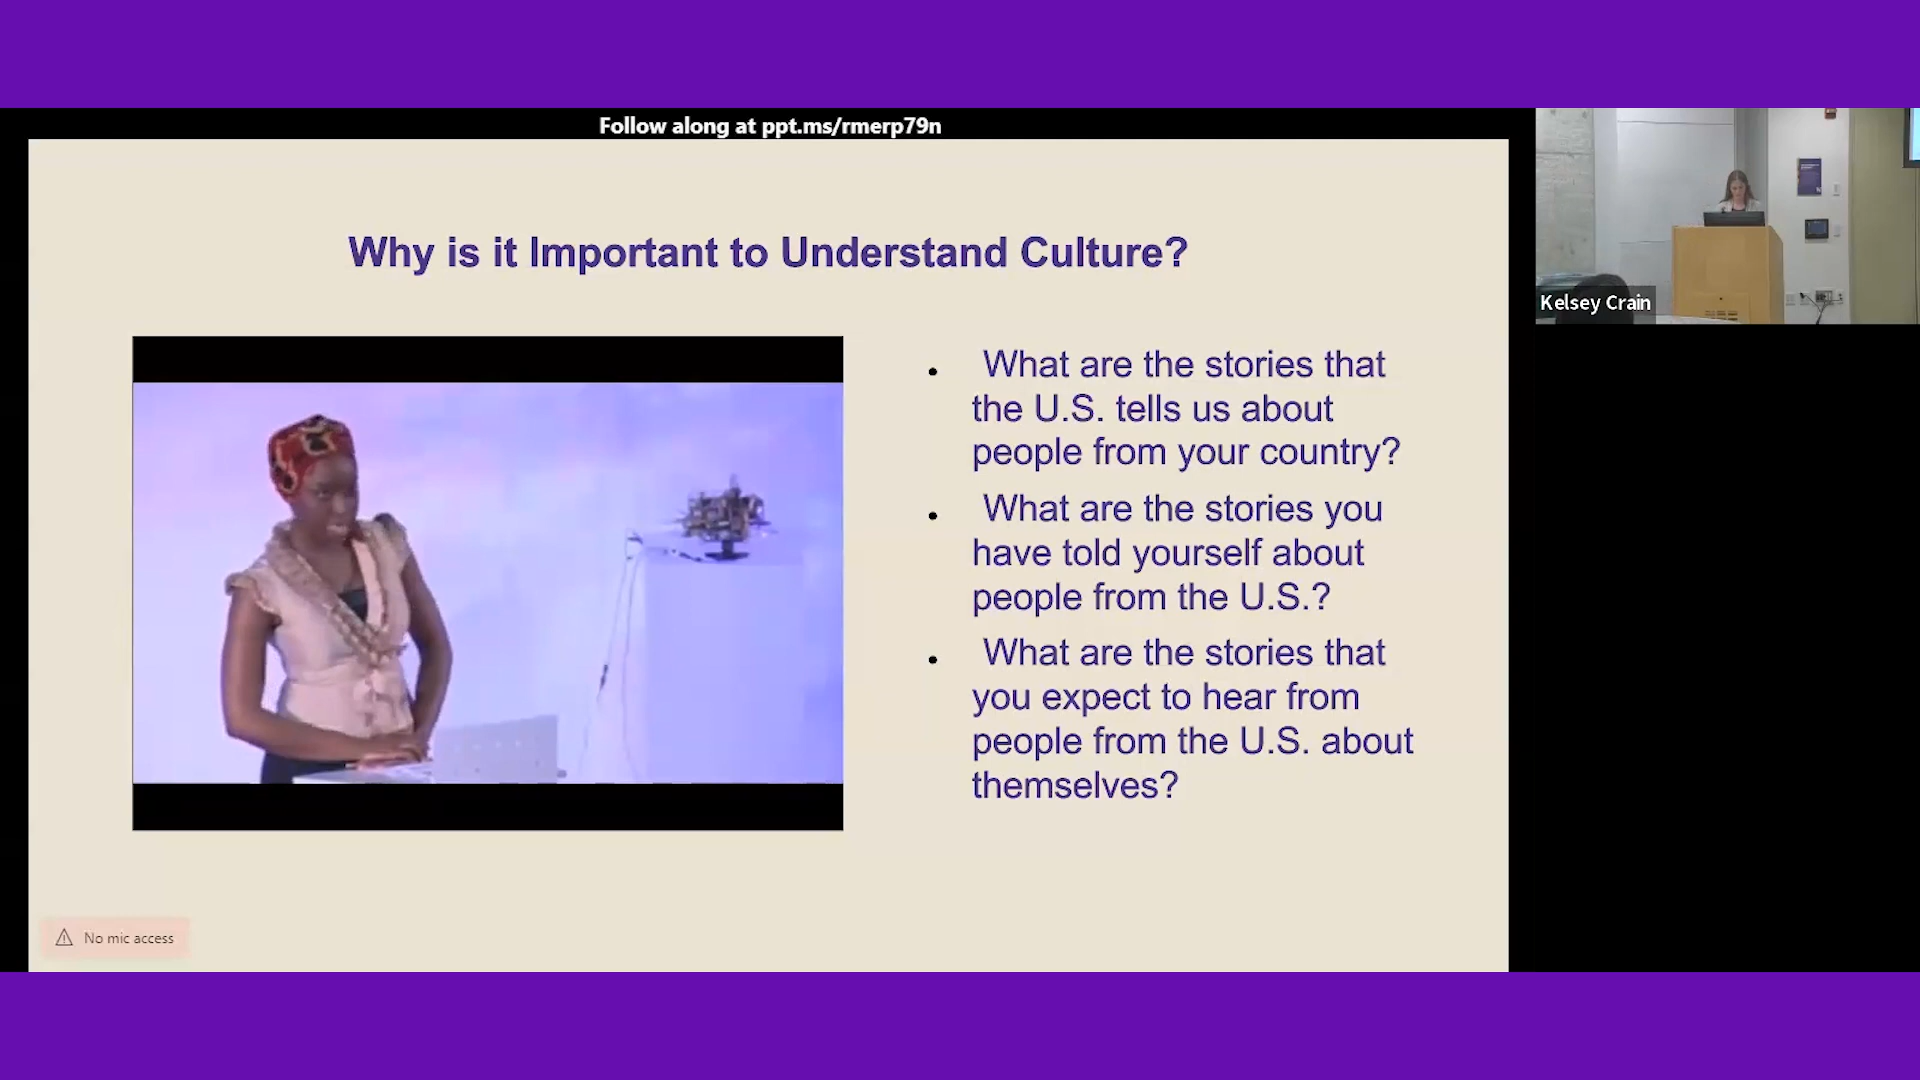 Follow along at ppt.ms/rmerp79n
Why is it Important to Understand Culture?
• What are the stories that
the U.S. tells us about
people from your country?
• What are the stories you
have told yourself about
people from the U.S.?
• What are the stories that
you expect to hear from
people from the U.S. about
themselves?
Kelsey Crain
No mic access